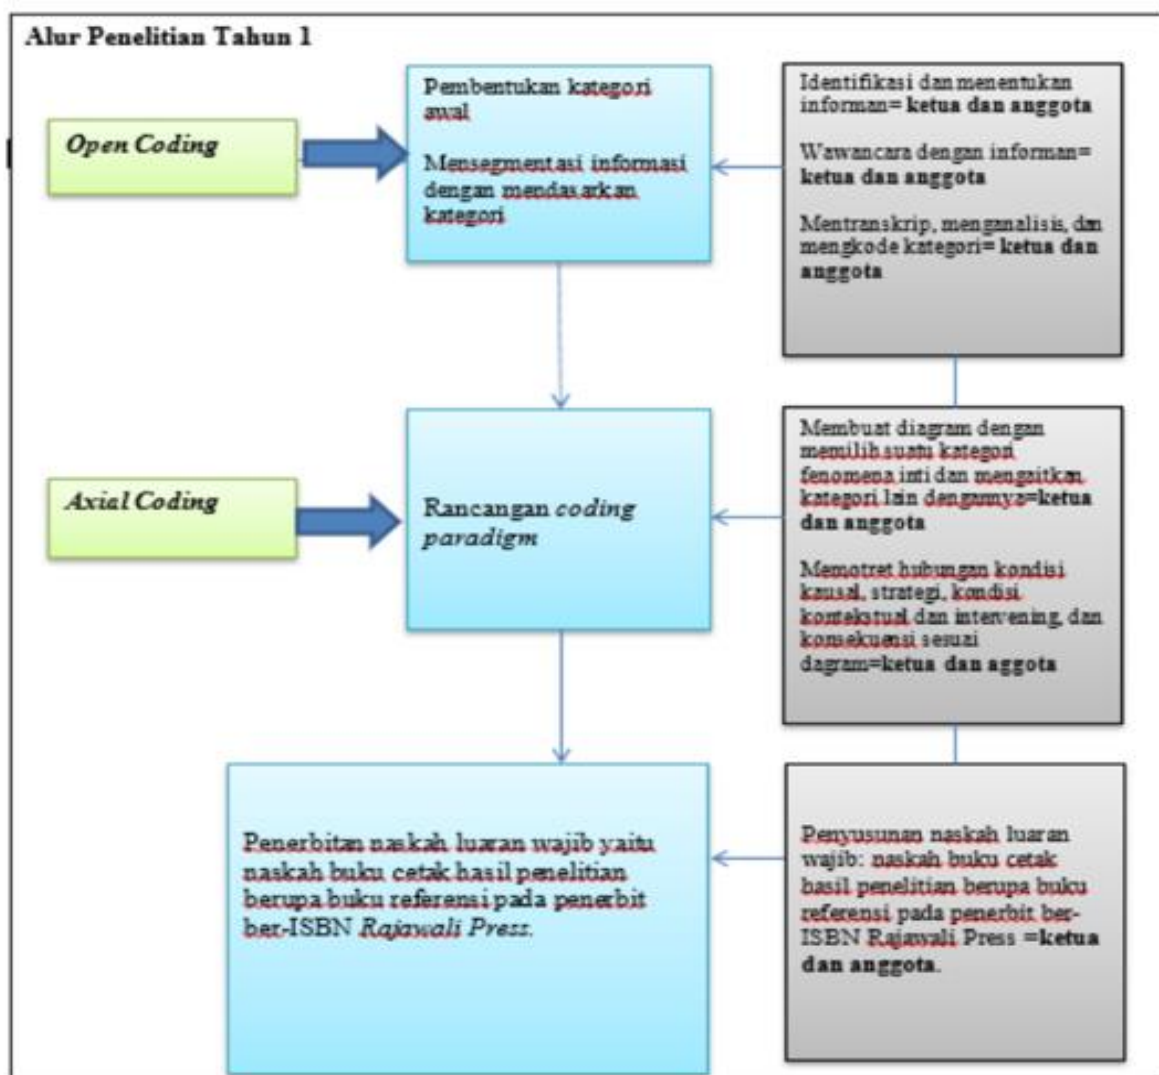 Alur Penelitian Tahun 1
Open Coding
Pembentukan kategori
awal
Mensegmentasi informasi
dengan mendasarkan
kategori
Identifikasi dan menentukan
informan= ketua dan anggota
Wawancara dengan informan=
ketua dan anggota
Mentranskrip, menganalisis, dan
mengkode kategori= ketua dan
anggota
Axial Coding
Rancangan coding
paradigm
Membuat diagram dengan
memilih suatu kategori
fenomena inti dan mengaitkan
kategori lain dengannya=ketua
dan anggota
Memotret hubungan kondisi
kausal, strategi, kondisi
kontekstual dan intervening, dan
konsekuensi sesuai
dagram=ketua dan aggota
Penerbitan naskah luaran wajib yaitu
naskah buku cetak hasil penelitian
berupa buku referensi pada penerbit
ber-ISBN Rajawali Press.
Penyusunan naskah luaran
wajib: naskah buku cetak
hasil penelitian berupa buku
referensi pada penerbit ber-
ISBN Rajawali Press =ketua
dan anggota.